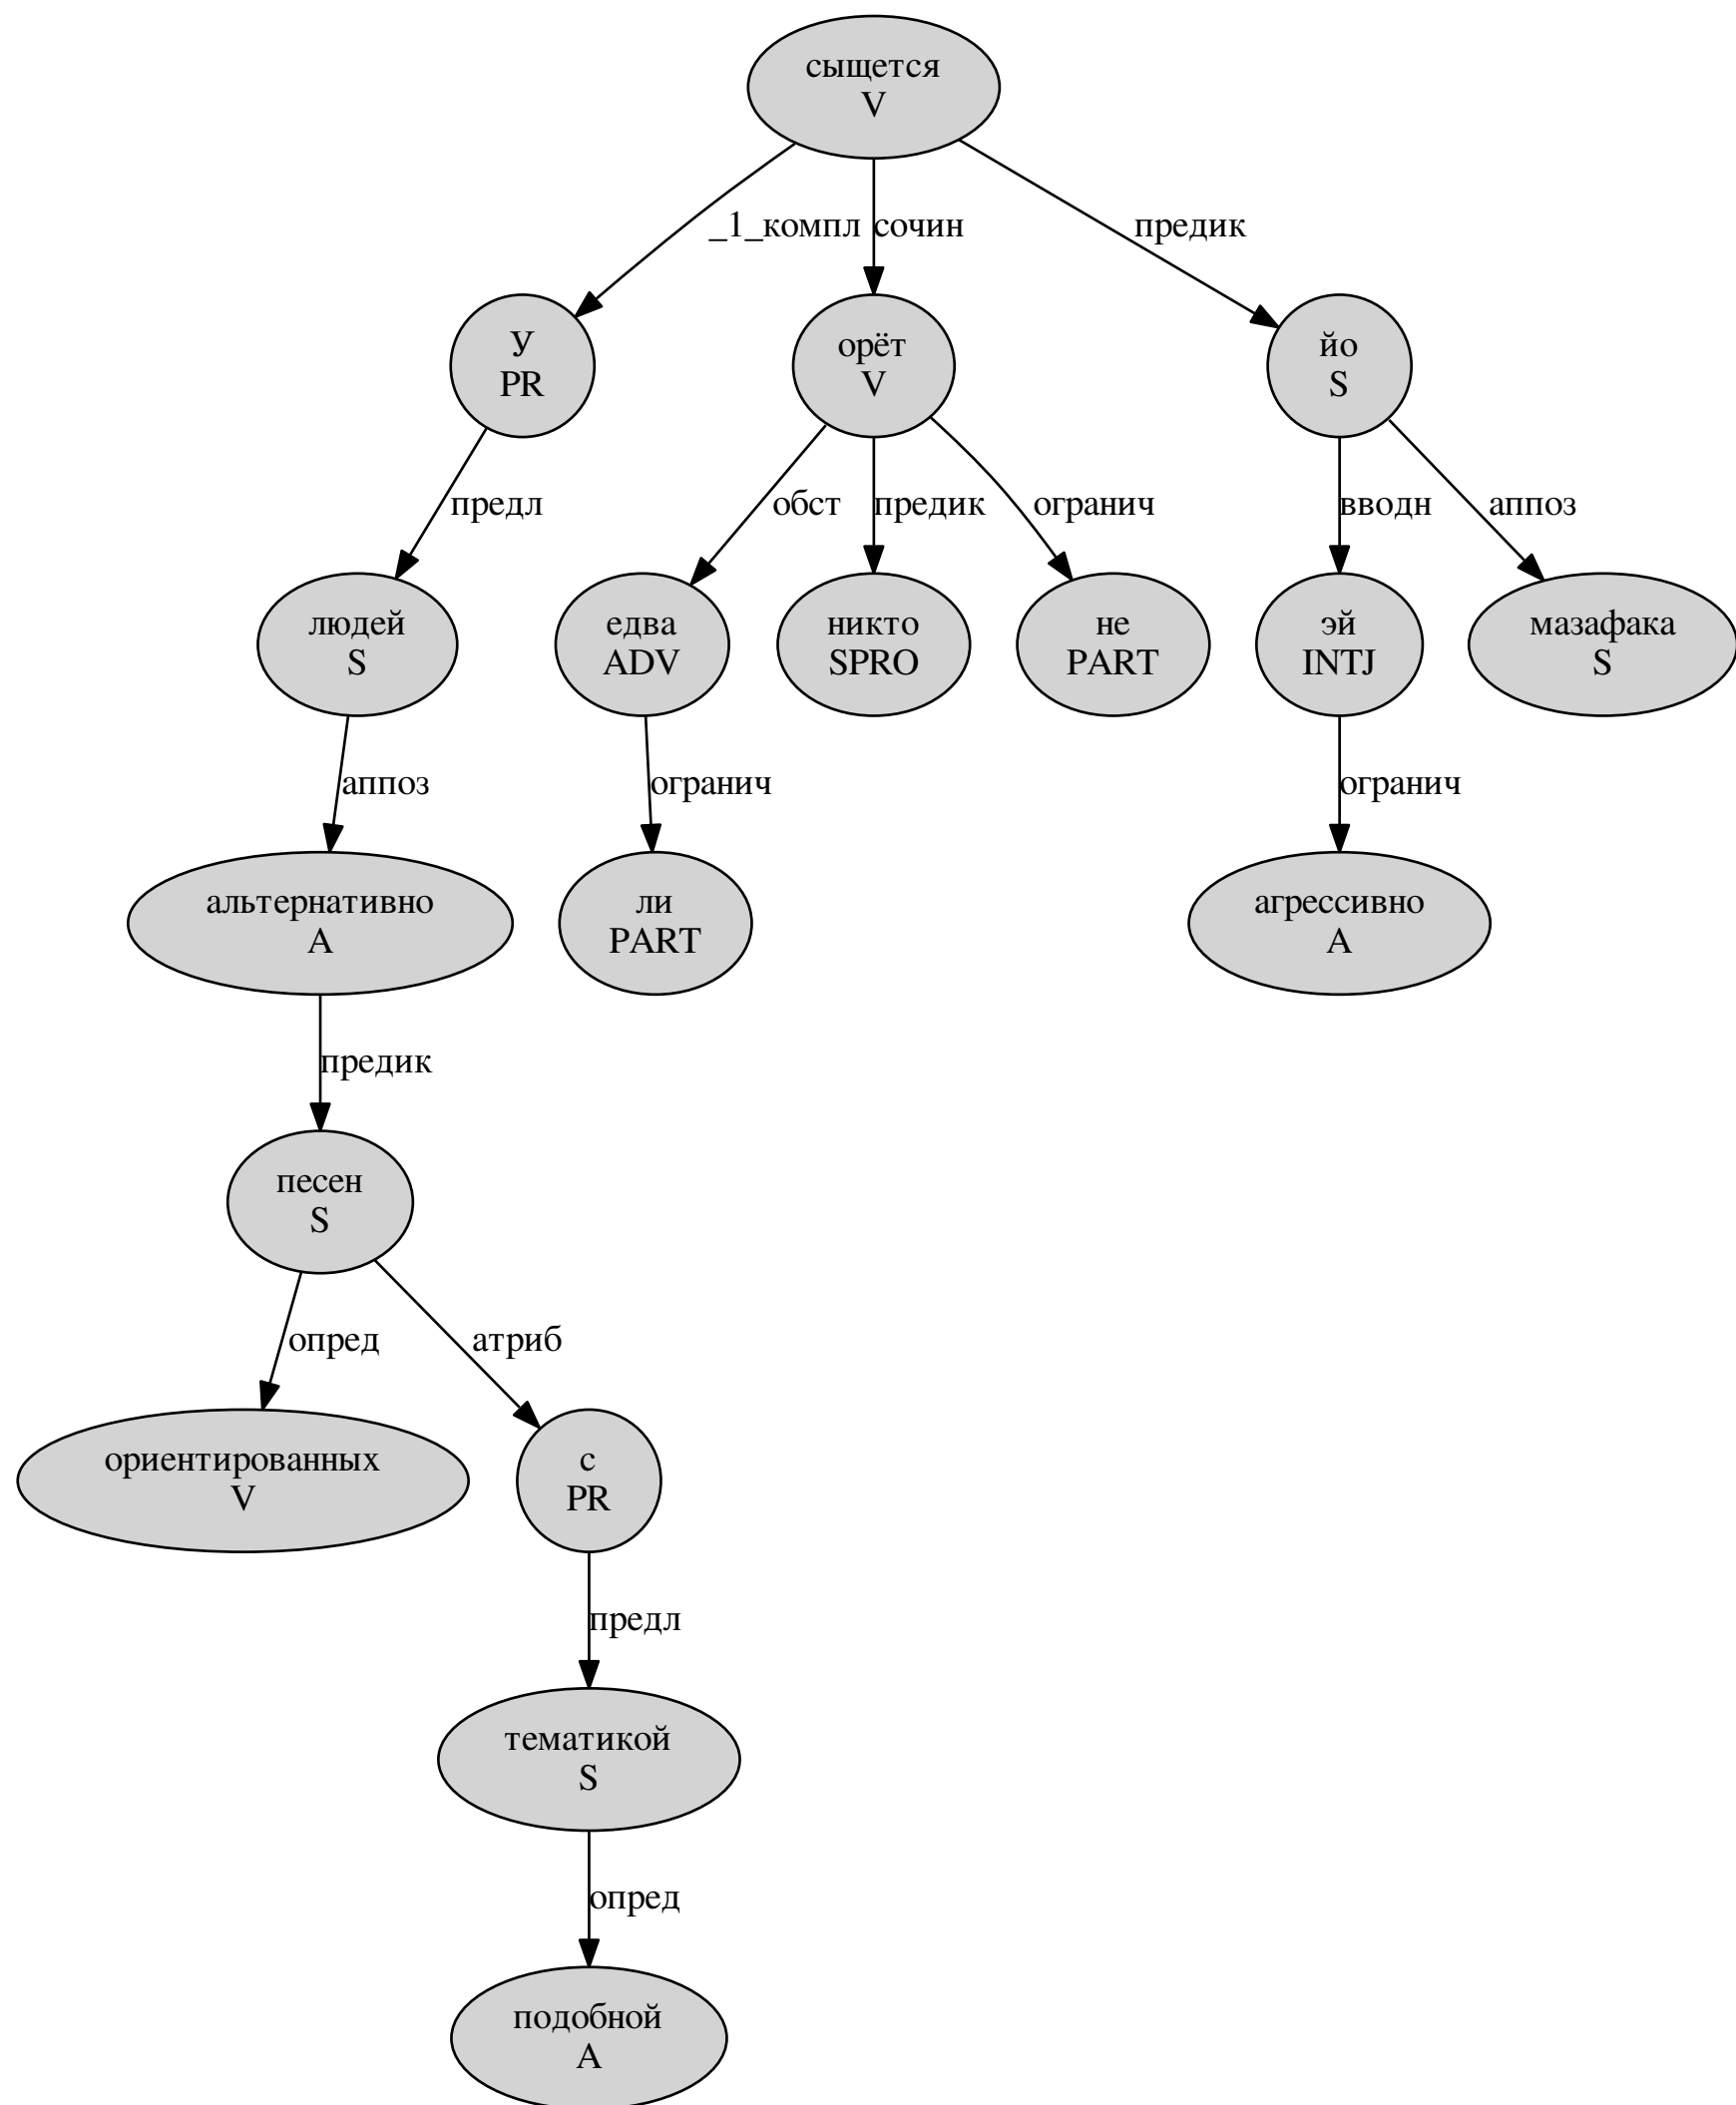 сыщется
V
_1_компл
сочин
предик
У
PR
орёт
V
йо
S
предл
обст
предик
огранич
вводн
аппоз
людей
S
едва
ADV
никто
SPRO
не
PART
эй
INTJ
мазафака
S
аппоз
огранич
огранич
альтернативно
A
ли
PART
агрессивно
A
предик
песен
S
опред
атриб
ориентированных
V
с
PR
предл
тематикой
S
опред
подобной
A